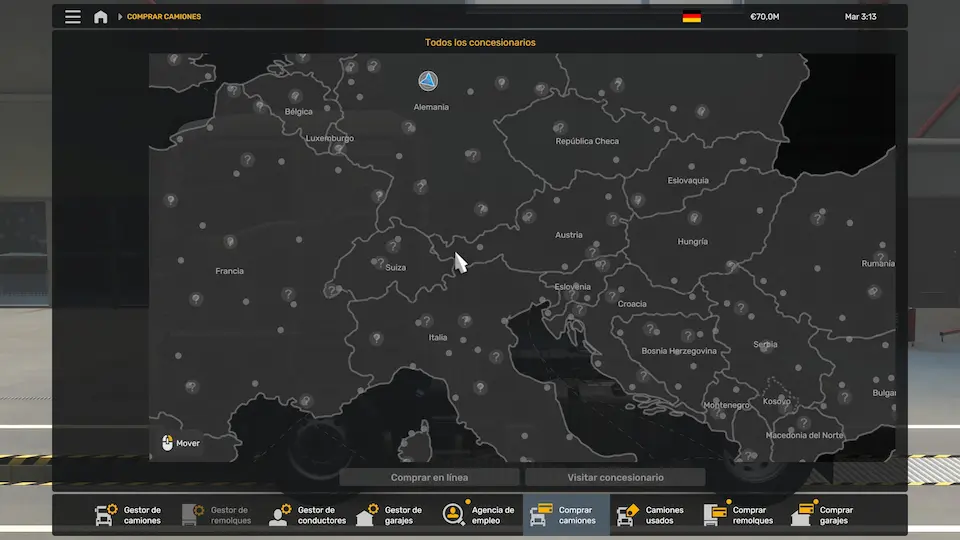 COMPRAR CAMIONES
€70.0M
Mar 3:13
Todos los concesionarios
Alemania
Bélgica
Luxemburgo
República Checa
Eslovaquia
Austria
Hungría
Francia
Suiza
Rumanía
Eslovenia
Croacia
Italia
Bosnia Herzegovina
Serbia
Bulgar
Montenegro
Kosovo
Macedonia del Norte
Mover
Comprar en línea
Visitar concesionario
Gestor de
camiones
Gestor de
remolques
Gestor de
conductores
Gestor de
garajes
Agencia de
empleo
Comprar
camiones
Camiones
usados
Comprar
remolques
Comprar
garajes